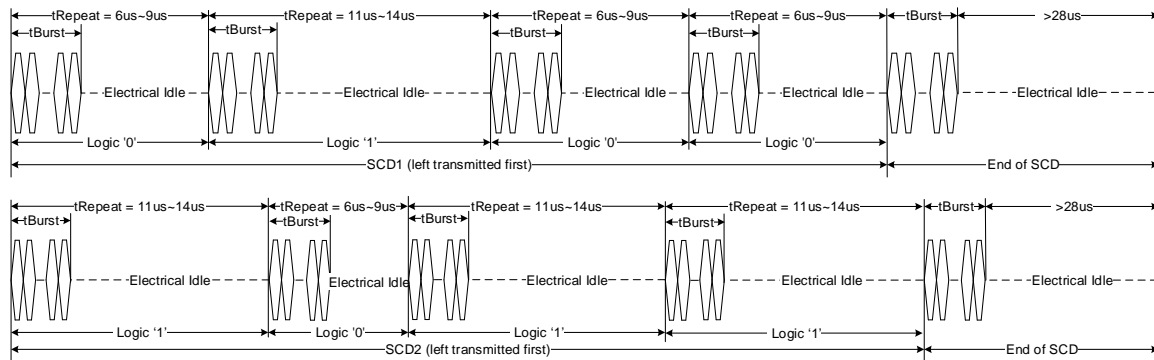 tRepeat = 6us~9us tRepeat = 11us~14us tRepeat = 6us~9us tRepeat = 6us~9us tBurst >28us
tBurst tBurst tBurst tBurst
Electrical Idle Electrical Idle Electrical Idle Electrical Idle Electrical Idle
Logic '0' Logic '1' Logic '0' Logic '0'
SCD1 (left transmitted first) End of SCD
tRepeat = 11us~14us tRepeat = 6us~9us tRepeat = 11us~14us tRepeat = 11us~14us tBurst >28us
tBurst tBurst tBurst tBurst
Electrical Idle Electrical Idle Electrical Idle Electrical Idle Electrical Idle
Logic ‘1’ Logic '0' Logic ‘1’ Logic ‘1’
SCD2 (left transmitted first) End of SCD